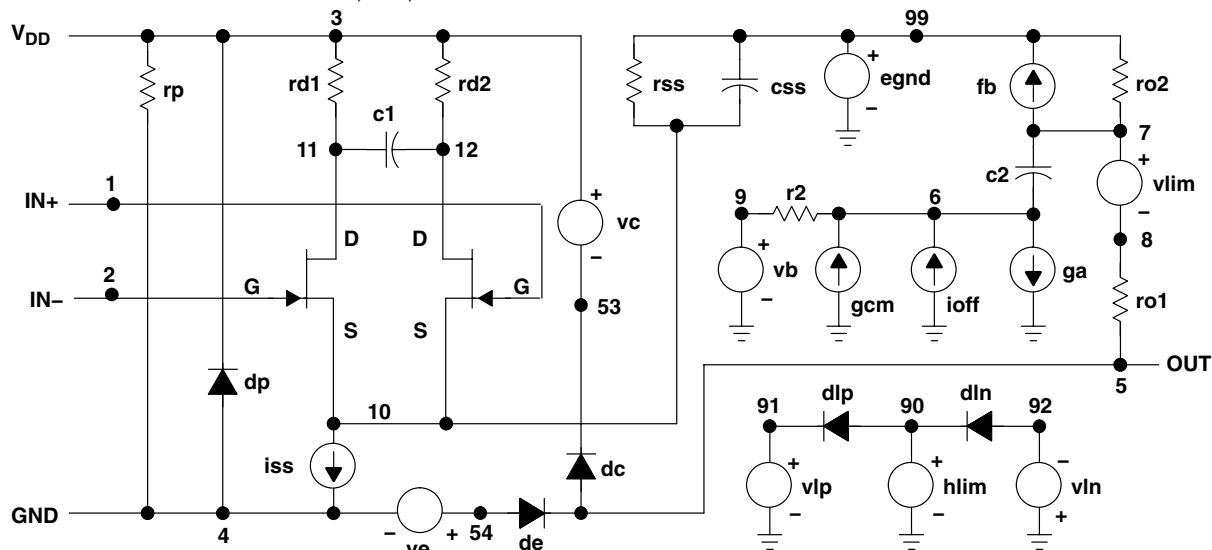 3
99
VDD
rp
rd1
rd2
c1
11
12
rss
css
+
egnd
−
fb
ro2
7
c2
+
vlim
−
8
1
IN+
2
IN−
D
D
G
G
S
S
+
vc
−
53
9
r2
6
+
vb
−
gcm
ioff
ga
ro1
OUT
5
dp
10
iss
dc
GND
4
−
+
ve
54
de
91
dlp
90
dln
92
+
vlp
−
+
hlim
−
−
vln
+